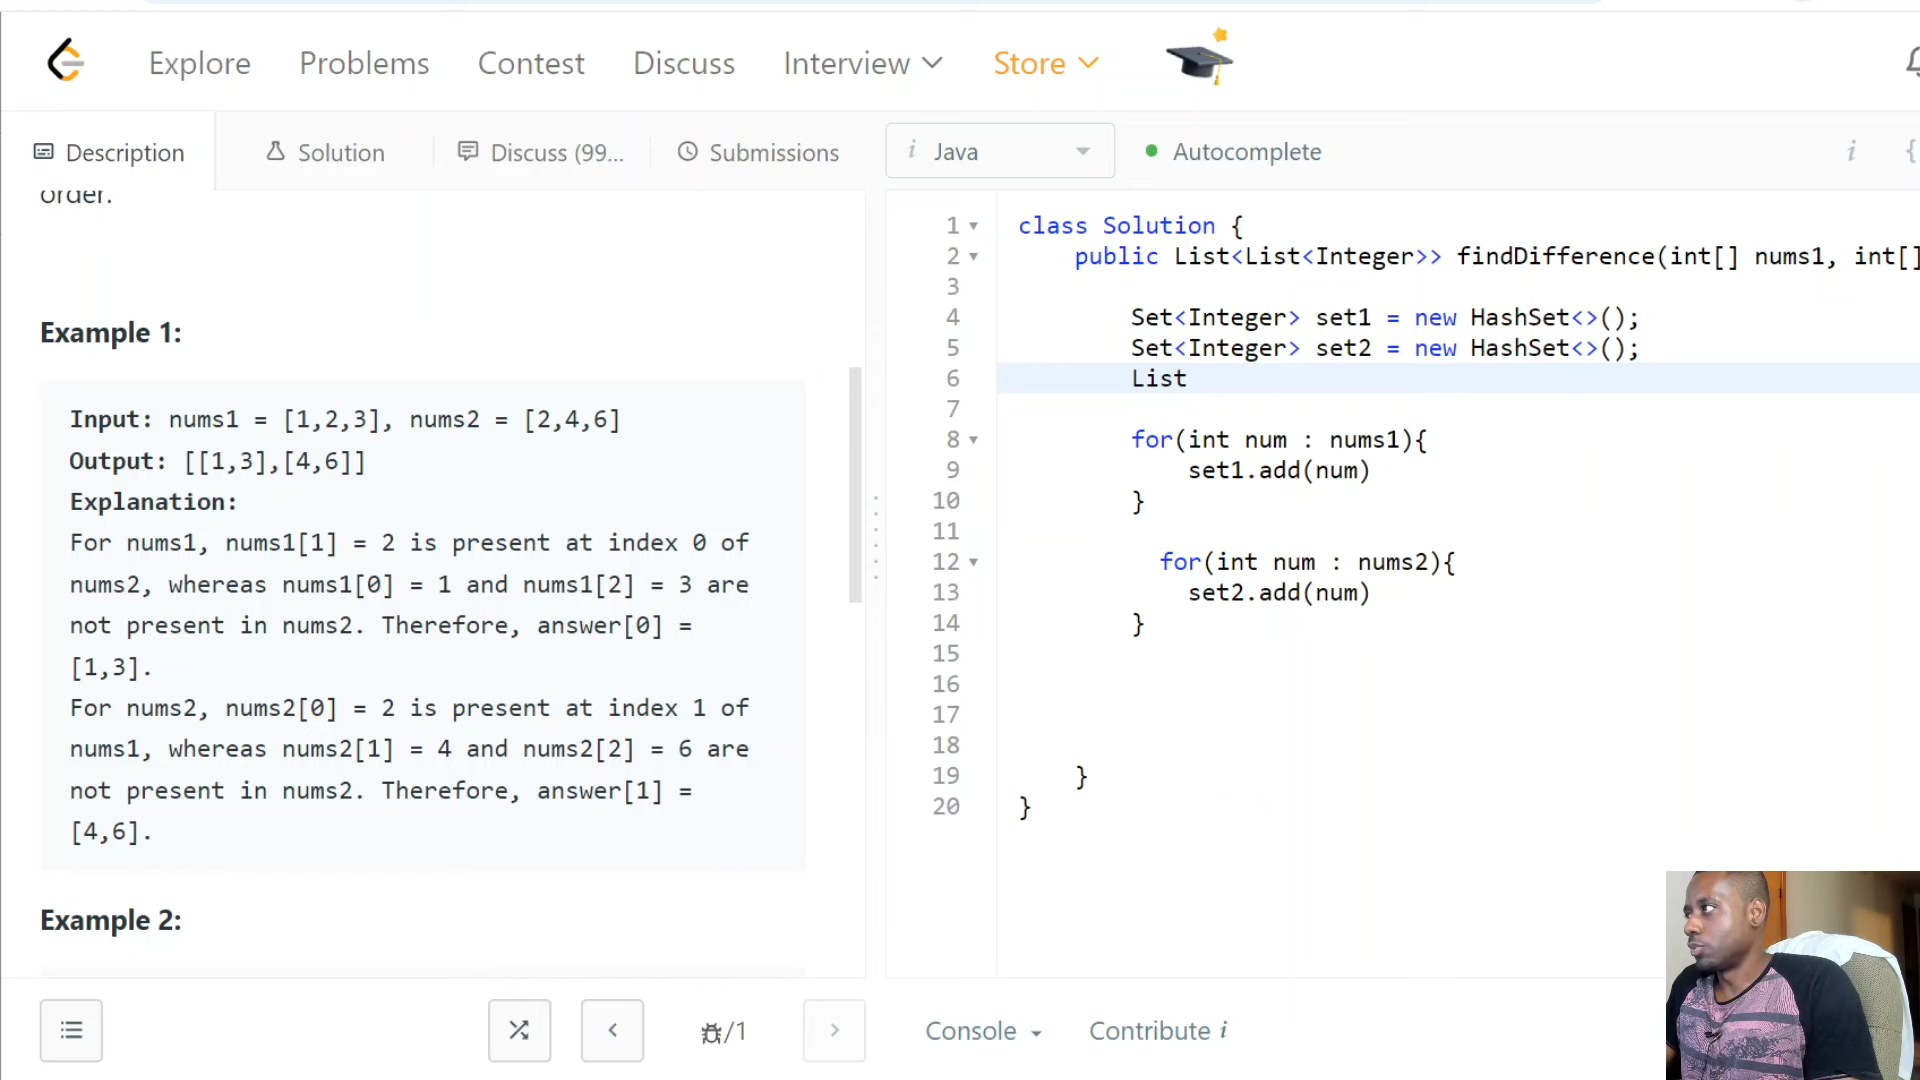 Explore Problems Contest Discuss Interview Store
Description Solution Discuss (99... Submissions
order.
Example 1:
Input: nums1 = [1,2,3], nums2 = [2,4,6]
Output: [[1,3],[4,6]]
Explanation:
For nums1, nums1[1] = 2 is present at index 0 of
nums2, whereas nums1[0] = 1 and nums1[2] = 3 are
not present in nums2. Therefore, answer[0] =
[1,3].
For nums2, nums2[0] = 2 is present at index 1 of
nums1, whereas nums2[1] = 4 and nums2[2] = 6 are
not present in nums2. Therefore, answer[1] =
[4,6].
Example 2:
/1
i Java Autocomplete i {
1 class Solution {
2 public List<List<Integer>> findDifference(int[] nums1, int[]
3
4 Set<Integer> set1 = new HashSet<>();
5 Set<Integer> set2 = new HashSet<>();
6 List
7
8 for(int num : nums1){
9 set1.add(num)
10 }
11
12 for(int num : nums2){
13 set2.add(num)
14 }
15
16
17
18
19 }
20 }
Console Contribute i